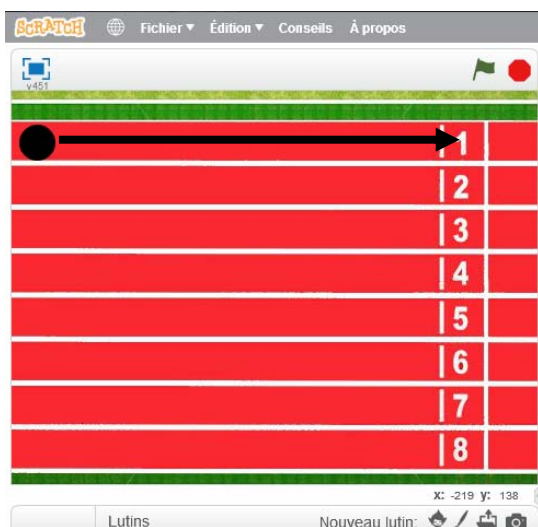 SCRATCH Fichier Édition Conseils À propos
v451
1
2
3
4
5
6
7
8
X: -219 Y: 138
Lutins Nouveau lutin: